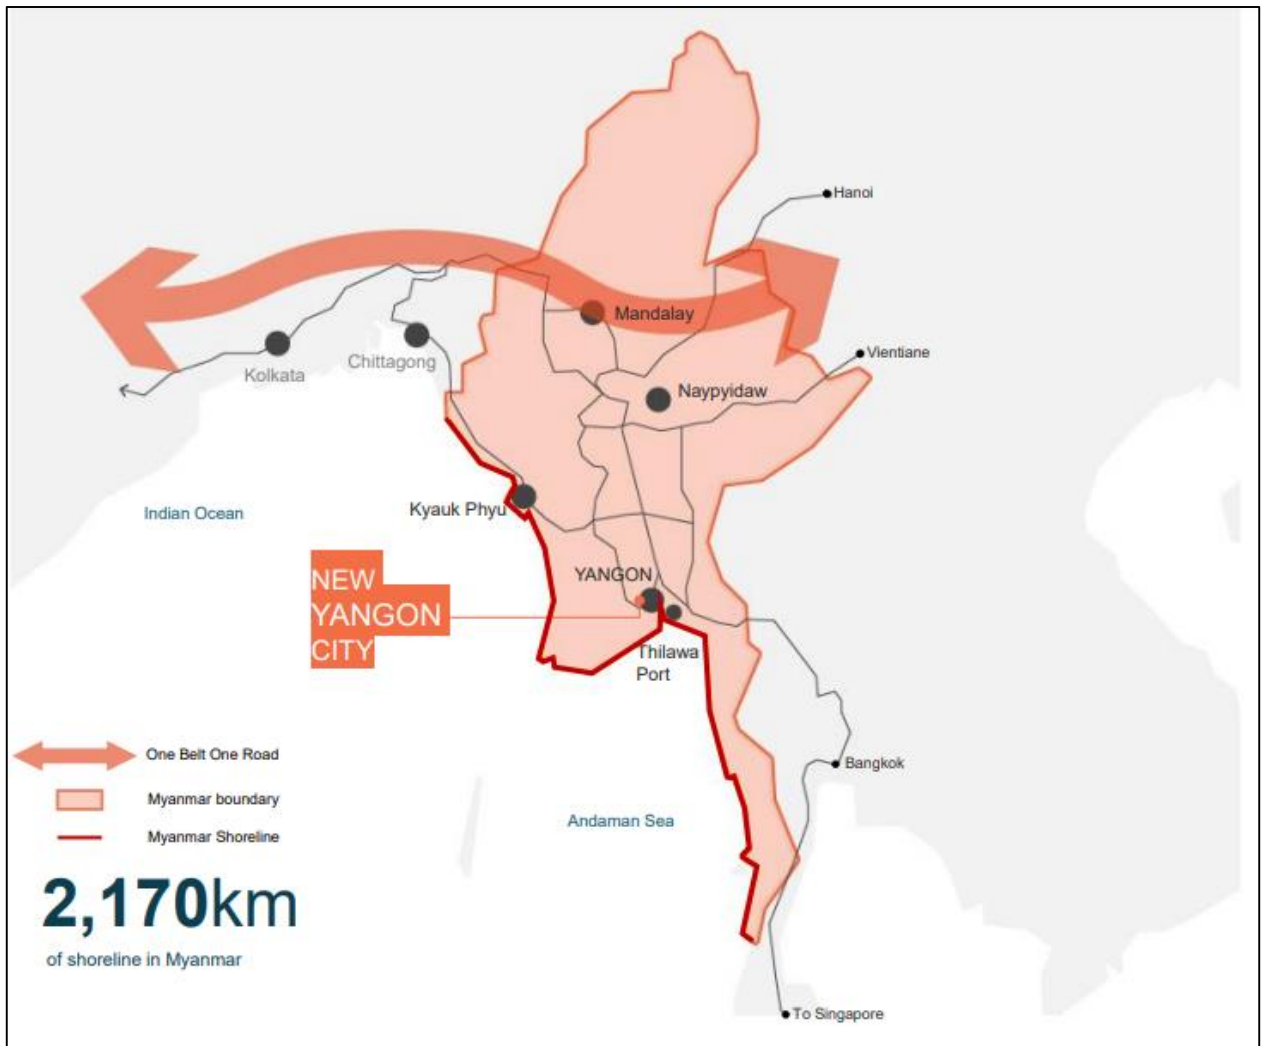 Hanoi
Mandalay
Vientiane
Chittagong
Kolkata
Naypyidaw
Kyauk Phyu
Indian Ocean
NEW
YANGON
CITY
YANGON
Thilawa
Port
One Belt One Road
Bangkok
Myanmar boundary
Andaman Sea
Myanmar Shoreline
2,170km
of shoreline in Myanmar
To Singapore